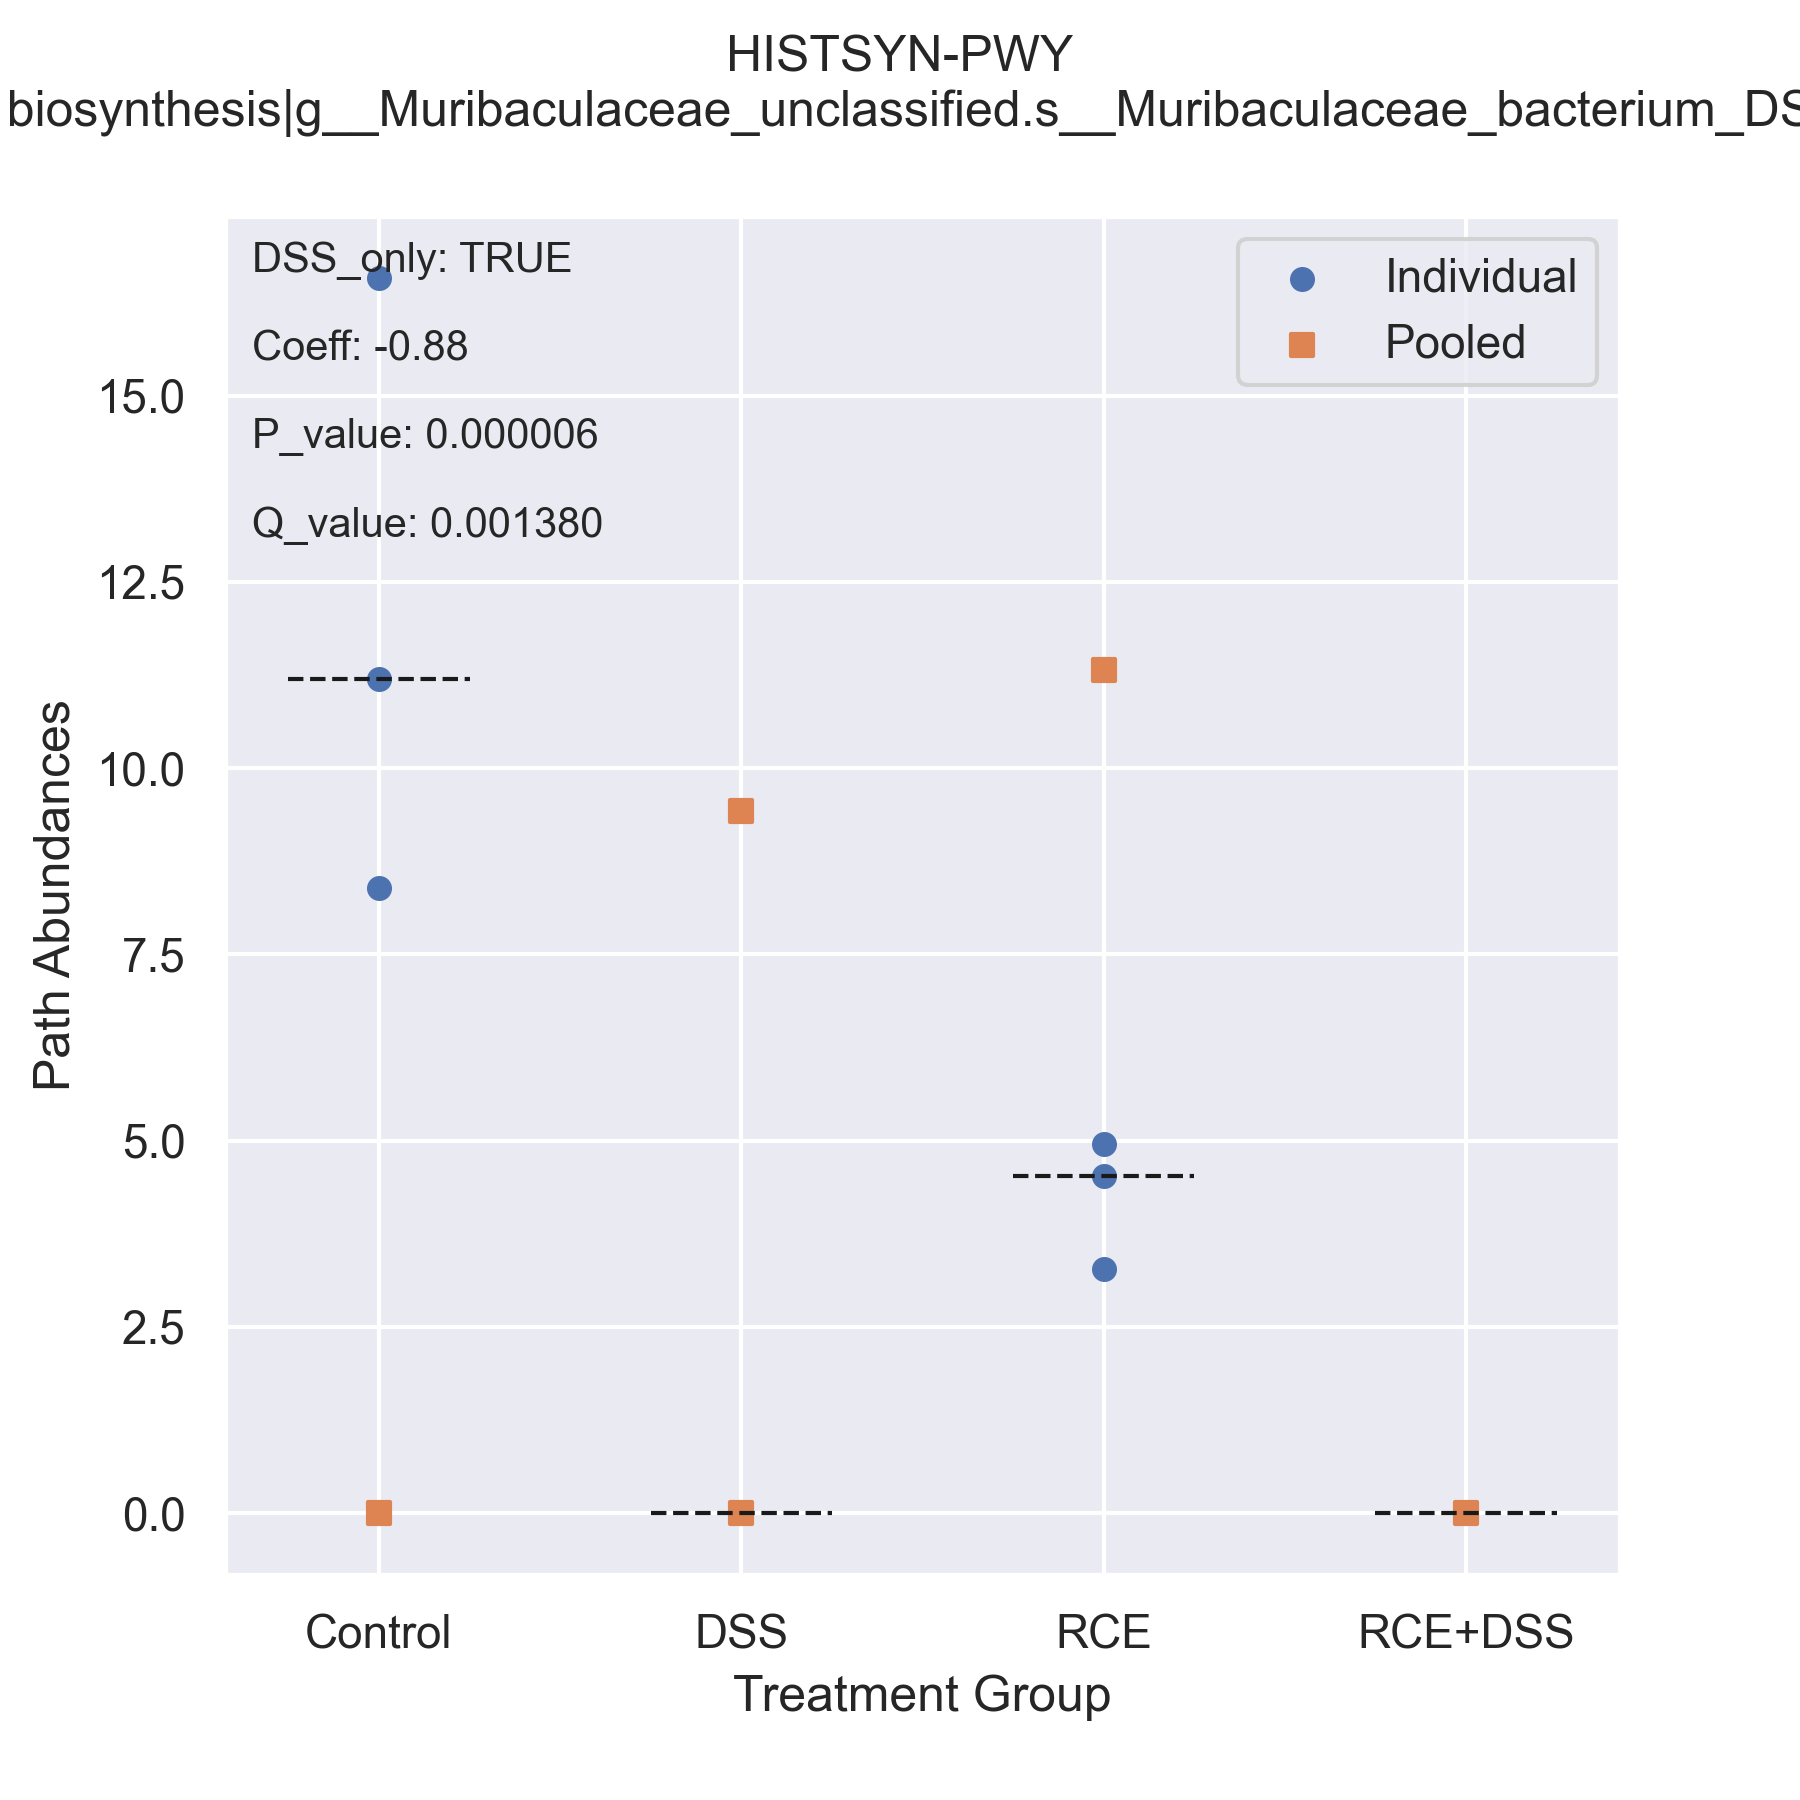 HISTSYN-PWY
biosynthesis|g__Muribaculaceae_unclassified.s__Muribaculaceae_bacterium_DS
DSS_only: TRUE
Coeff: -0.88
P_value: 0.000006
Q_value: 0.001380
Individual
Pooled
Path Abundances
15.0
12.5
10.0
7.5
5.0
2.5
0.0
Control
DSS
RCE
RCE+DSS
Treatment Group